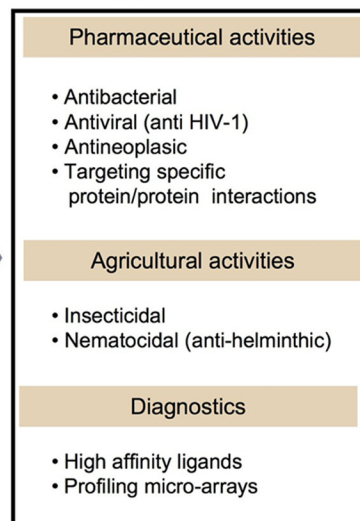 Pharmaceutical activities
• Antibacterial
• Antiviral (anti HIV-1)
• Antineoplasic
• Targeting specific
protein/protein interactions
Agricultural activities
• Insecticidal
• Nematocidal (anti-helminthic)
Diagnostics
• High affinity ligands
• Profiling micro-arrays